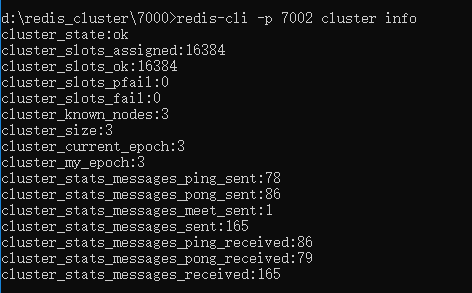 d:\redis_cluster\7000>redis-cli -p 7002 cluster info
cluster_state:ok
cluster_slots_assigned:16384
cluster_slots_ok:16384
cluster_slots_pfail:0
cluster_slots_fail:0
cluster_known_nodes:3
cluster_size:3
cluster_current_epoch:3
cluster_my_epoch:3
cluster_stats_messages_ping_sent:78
cluster_stats_messages_pong_sent:86
cluster_stats_messages_meet_sent:1
cluster_stats_messages_sent:165
cluster_stats_messages_ping_received:86
cluster_stats_messages_pong_received:79
cluster_stats_messages_received:165